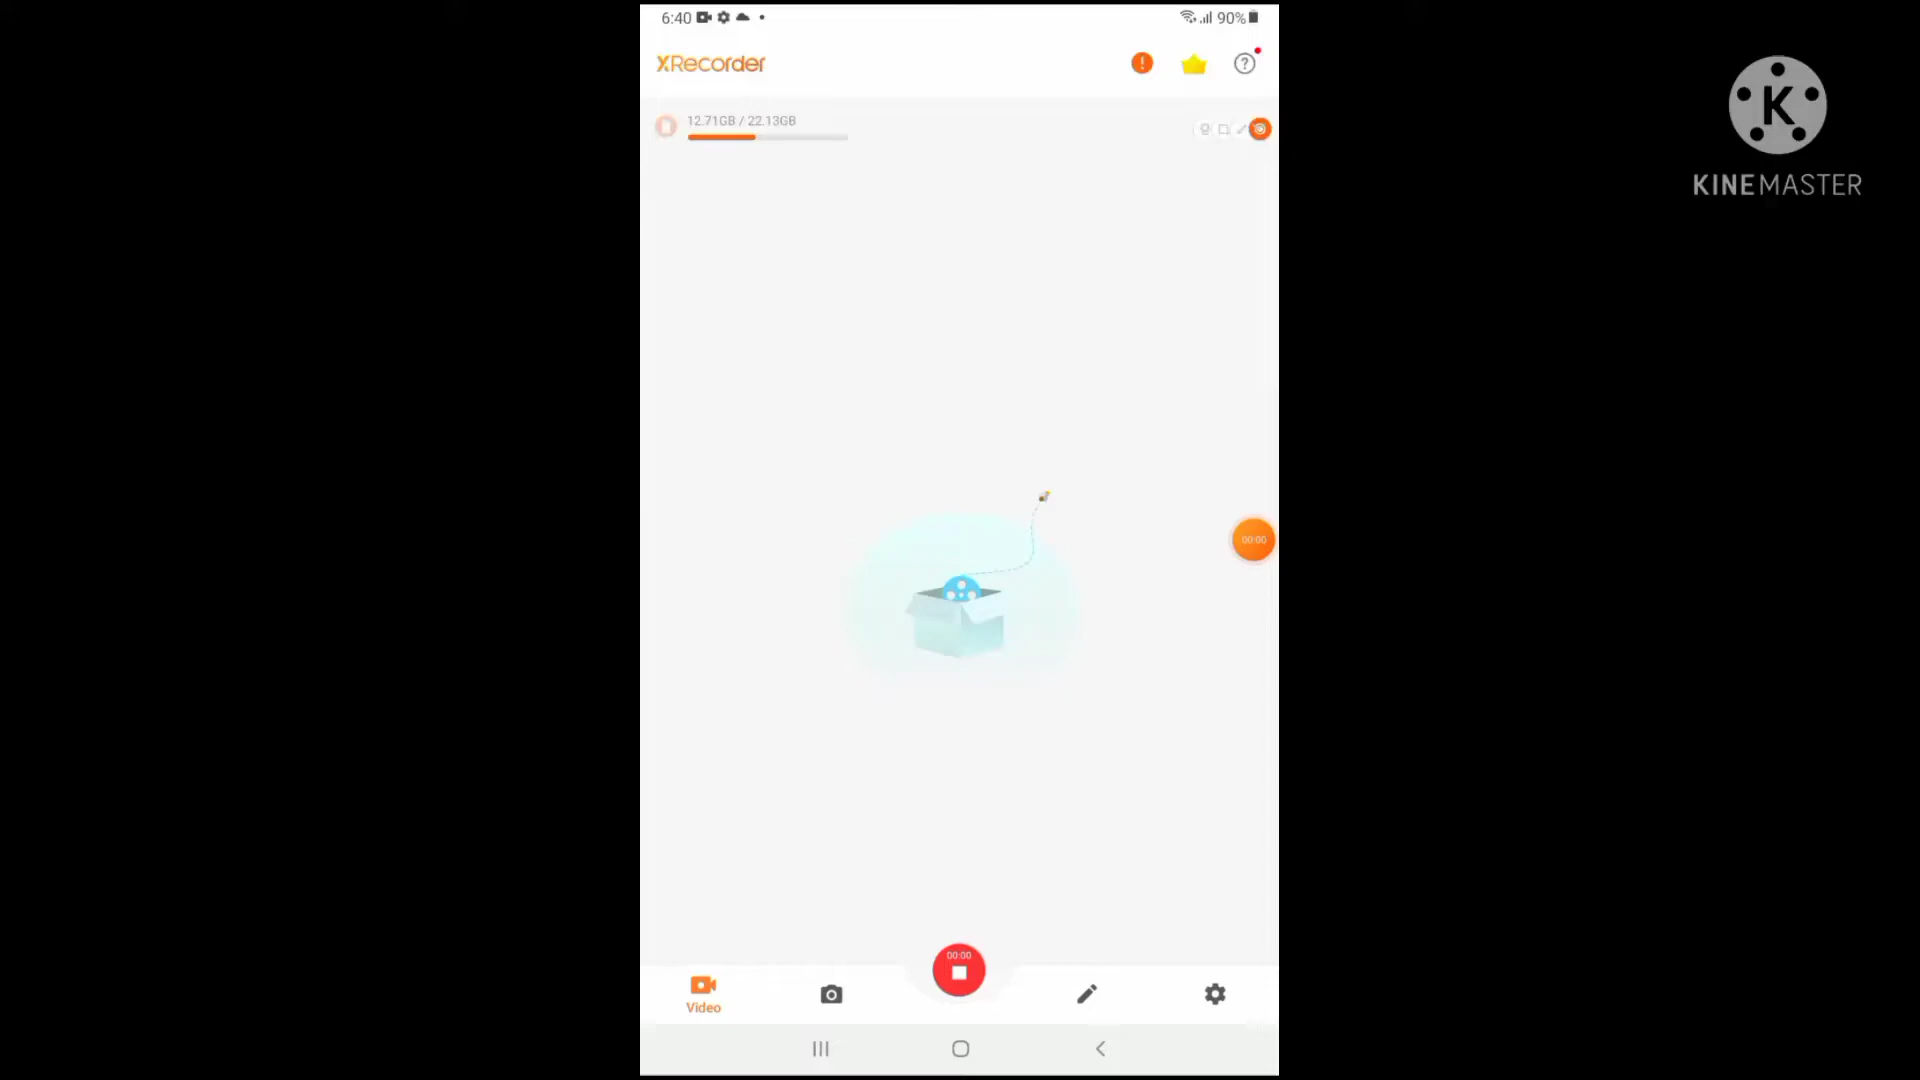 6:40
90%
XRecorder
12.71GB / 22.13GB
K
KINEMASTER
00:00
00:00
Video